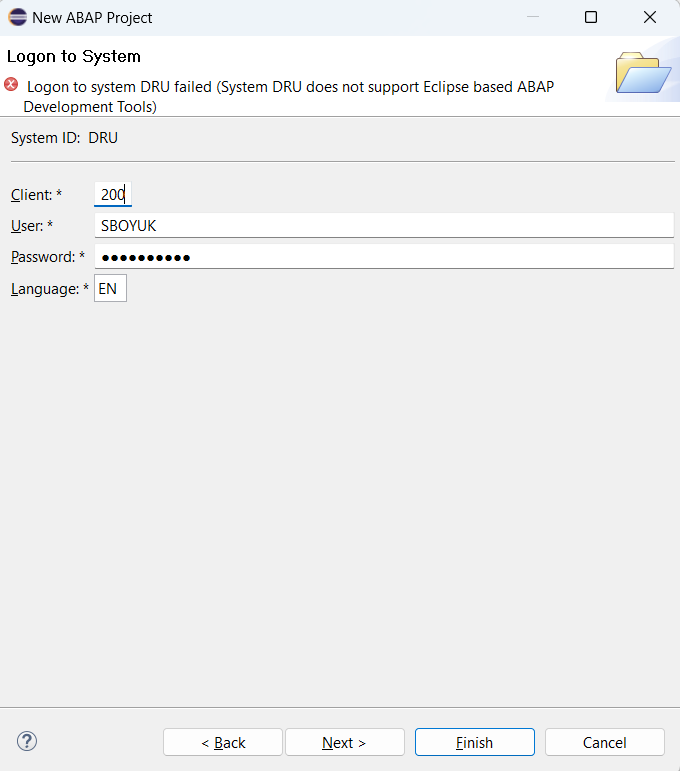 New ABAP Project
Logon to System
Logon to system DRU failed (System DRU does not support Eclipse based ABAP
Development Tools)
System ID: DRU
Client: * 200
User: * SBOYUK
Password: * ●●●●●●●●●●
Language: * EN
? < Back Next > Finish Cancel